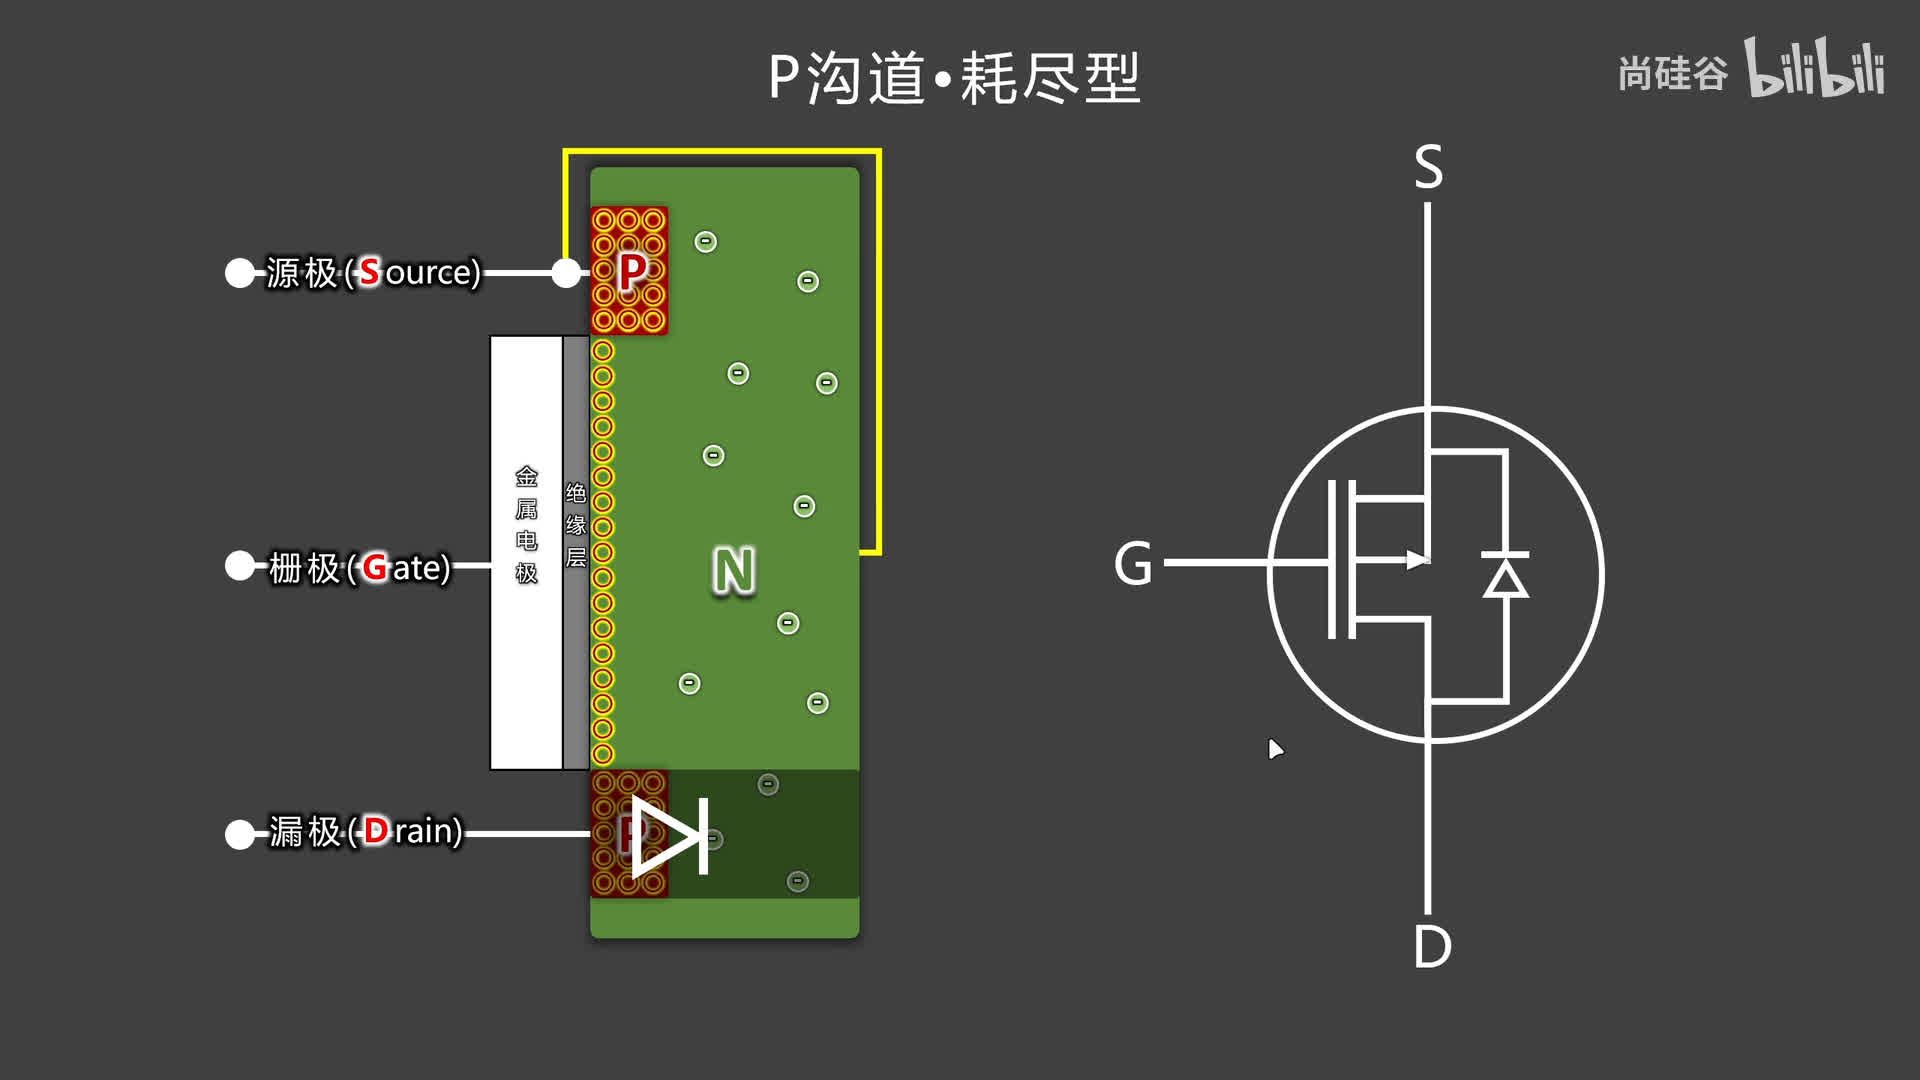 P沟道•耗尽型
尚硅谷 bilibili
S
源极(Source)
P
金属电极
绝缘层
N
G
栅极(Gate)
漏极(Drain)
P
D